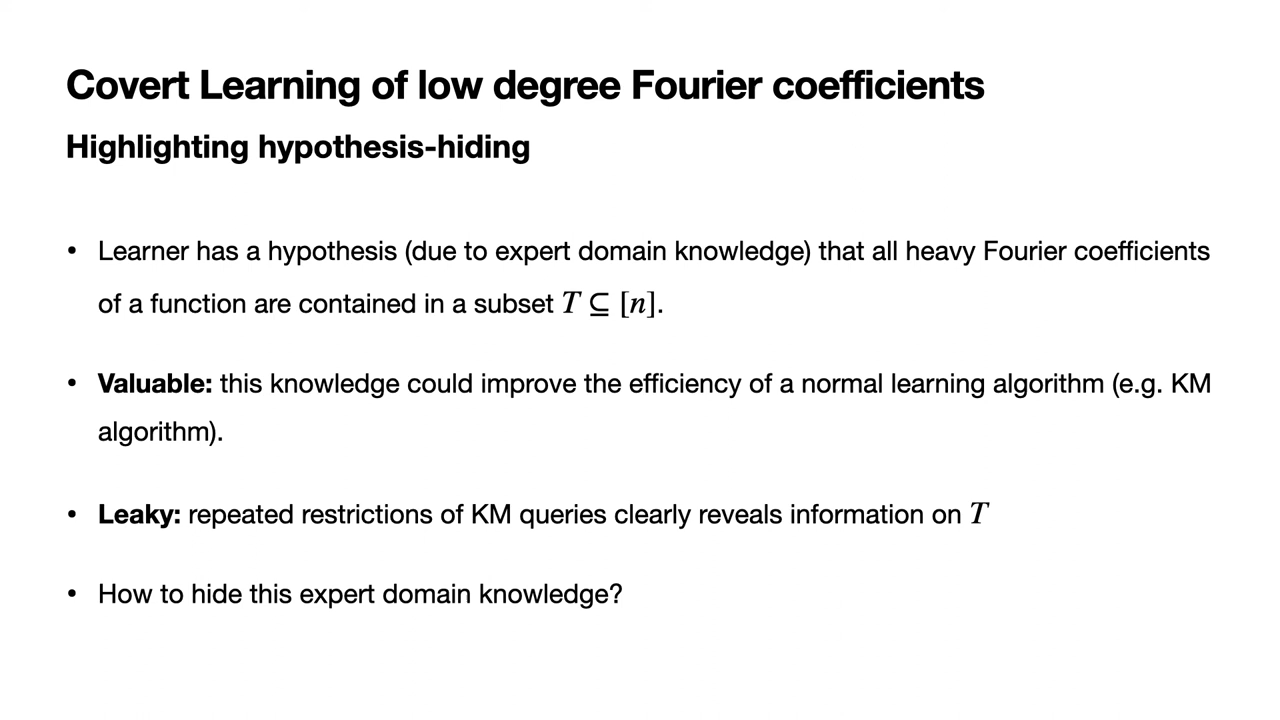 Covert Learning of low degree Fourier coefficients
Highlighting hypothesis-hiding
• Learner has a hypothesis (due to expert domain knowledge) that all heavy Fourier coefficients
of a function are contained in a subset T ⊆ [n].
• Valuable: this knowledge could improve the efficiency of a normal learning algorithm (e.g. KM
algorithm).
• Leaky: repeated restrictions of KM queries clearly reveals information on T
• How to hide this expert domain knowledge?